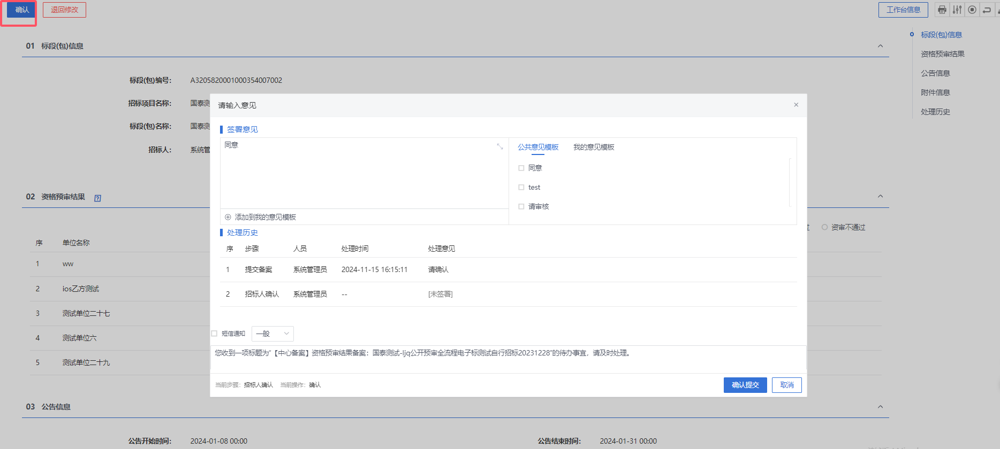 确认
退回修改
工作台信息
01 标段(包)信息
标段(包)编号： A3205820001000354007002
招标项目名称： 国泰测
标段(包)名称： 国泰测
招标人： 系统管
标段(包)信息
资格预审结果
公告信息
附件信息
处理历史
请输入意见
签署意见
同意
公共意见模板 我的意见模板
同意
test
请审核
添加到我的意见模板
处理历史
序 步骤 人员 处理时间 处理意见
1 提交备案 系统管理员 2024-11-15 16:15:11 请确认
2 招标人确认 系统管理员 -- [未签署]
短信通知 一般
您收到一项标题为“【中心备案】资格预审结果备案：国泰测试-ljq公开预审全流程电子标测试自行招标20231228”的待办事宜，请及时处理。
当前步骤：招标人确认 当前操作：确认
确认提交 取消
02 资格预审结果
资审不通过
序 单位名称
1 ww
2 ios乙方测试
3 测试单位二十七
4 测试单位六
5 测试单位二十九
03 公告信息
公告开始时间： 2024-01-08 00:00
公告结束时间： 2024-01-31 00:00